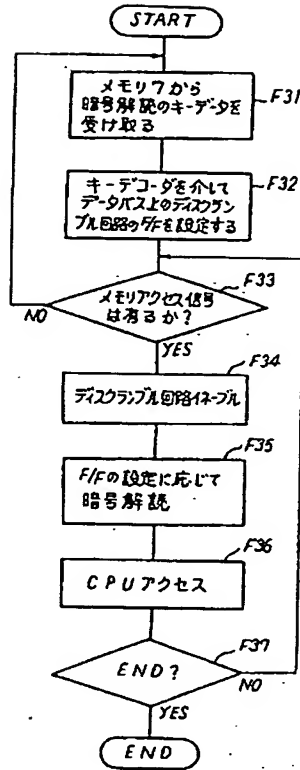 START
メモリ7から
暗号解読のキーデータを
受け取る
F31
キーデコーダを介して
データバス上のディスクラン
ブル回路のF/Fを設定する
F32
メモリアクセス信号
は有るか?
F33
NO
YES
ディスクランブル回路イネーブル
F34
F/Fの設定に応じて
暗号解読
F35
CPUアクセス
F36
END?
F37
NO
YES
END